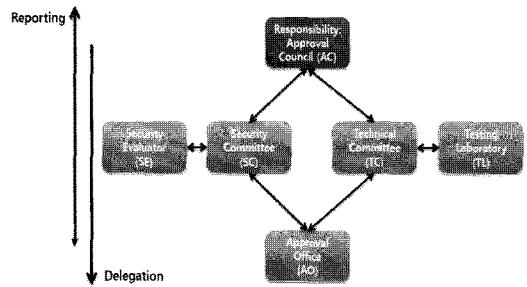 Reporting
Responsibility,
Approval
Council (AC)
Security
Evaluator
(SE)
Security
Committee
(SC)
Technical
Committee
(TC)
Testing
Laboratory
(TL)
Approval
Office
(AO)
Delegation